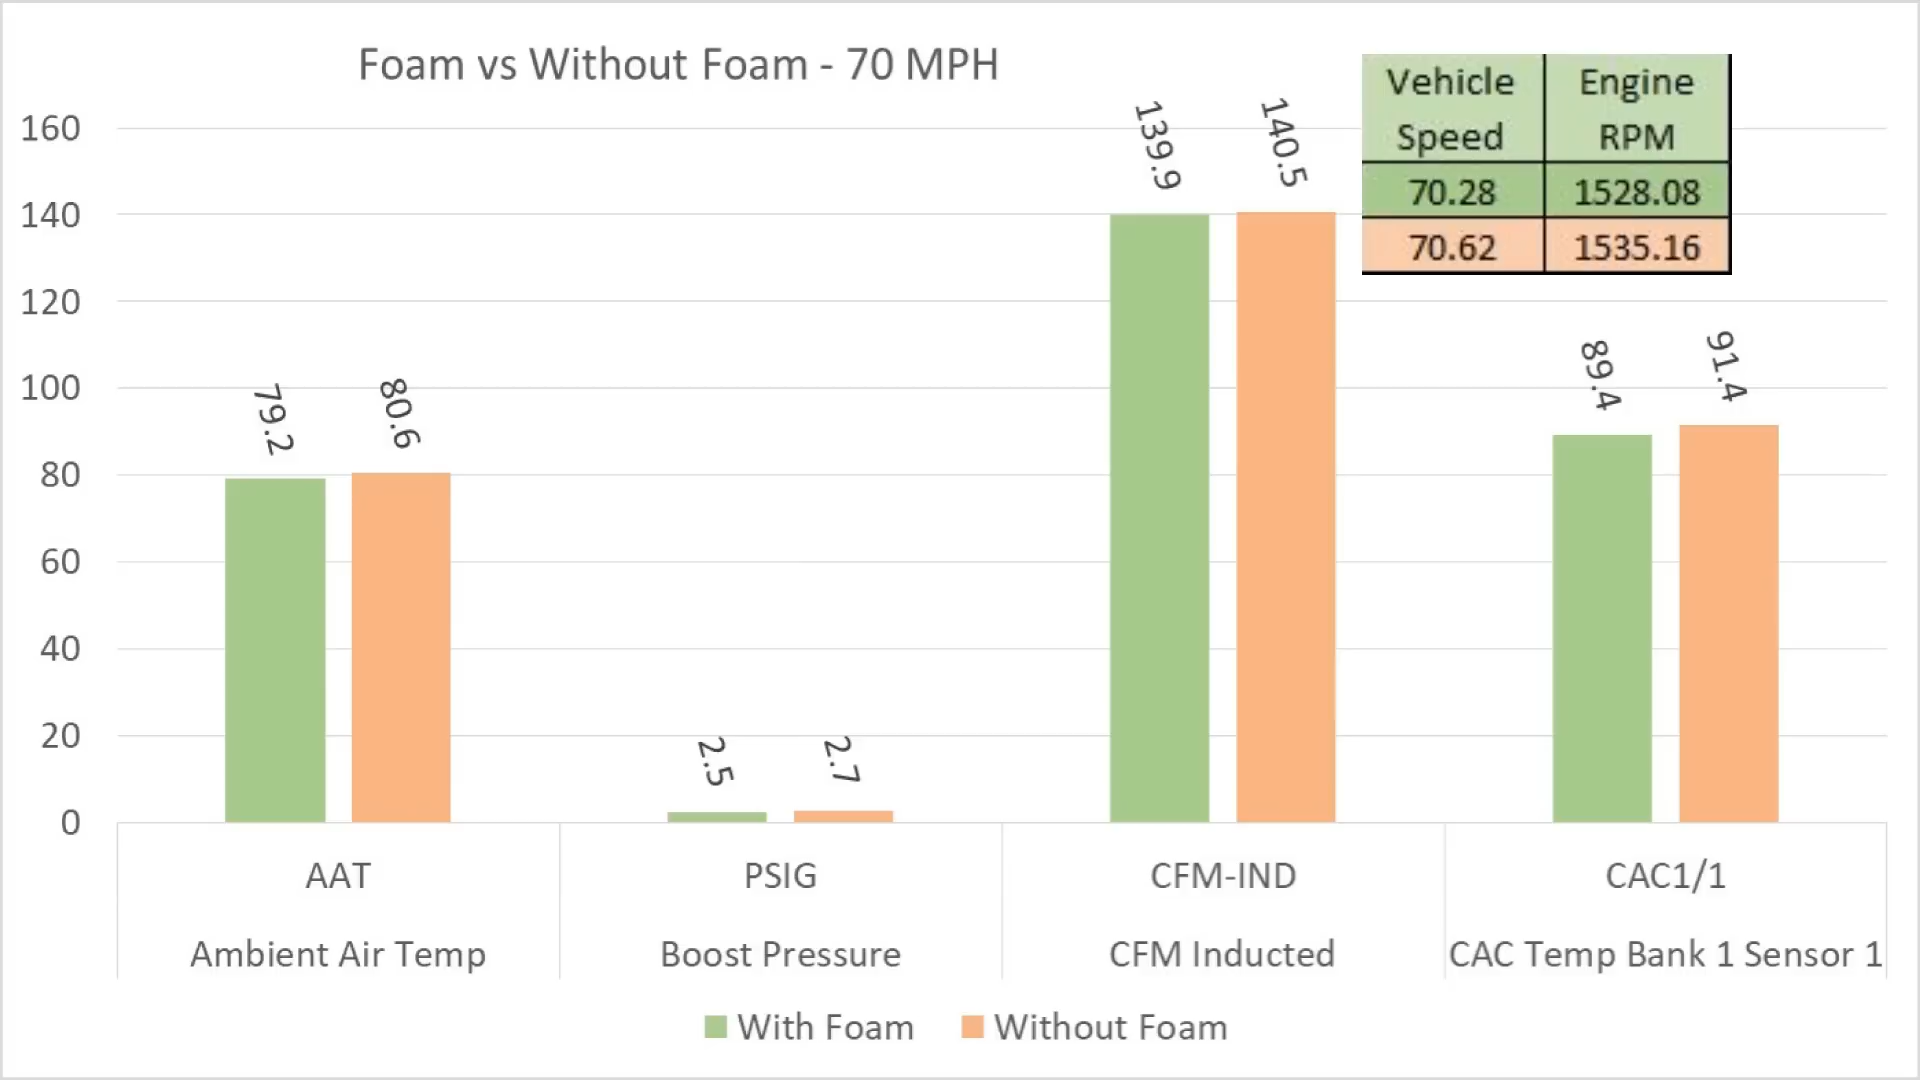 Foam vs Without Foam - 70 MPH
Vehicle Speed
Engine RPM
70.28
1528.08
70.62
1535.16
160
140
120
100
80
60
40
20
0
79.2
80.6
2.5
2.7
139.9
140.5
89.4
91.4
AAT
PSIG
CFM-IND
CAC1/1
Ambient Air Temp
Boost Pressure
CFM Inducted
CAC Temp Bank 1 Sensor 1
With Foam
Without Foam